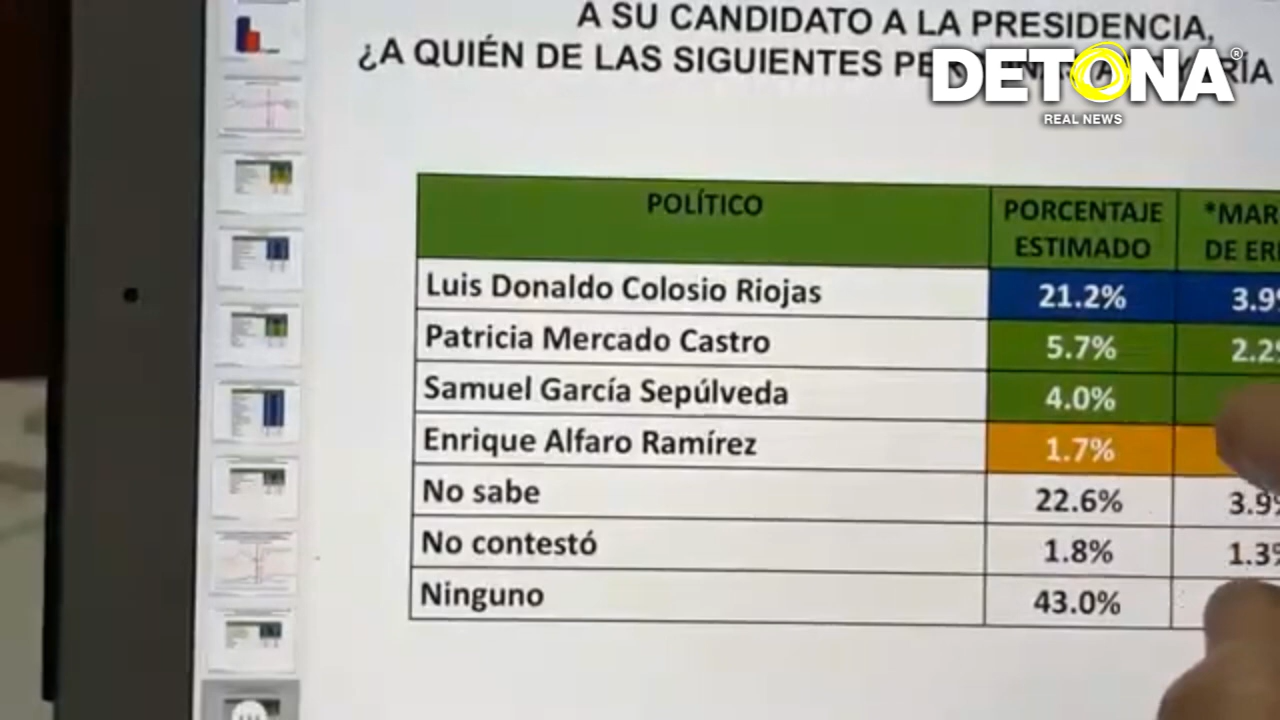 A SU CANDIDATO A LA PRESIDENCIA,
¿A QUIÉN DE LAS SIGUIENTES
DETONA®
REAL NEWS
POLÍTICO
PORCENTAJE
ESTIMADO
Luis Donaldo Colosio Riojas 21.2%
Patricia Mercado Castro 5.7%
Samuel García Sepúlveda 4.0%
Enrique Alfaro Ramírez 1.7%
No sabe 22.6%
No contestó 1.8%
Ninguno 43.0%